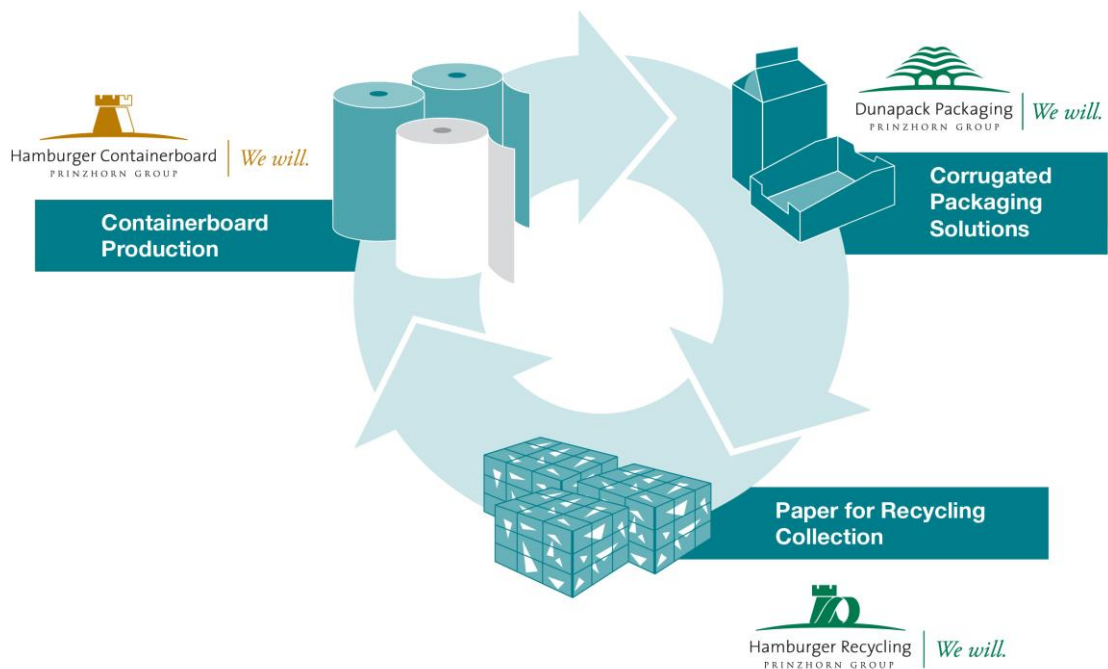 Hamburger Containerboard
PRINZHORN GROUP
We will.
Containerboard
Production
Dunapack Packaging
PRINZHORN GROUP
We will.
Corrugated
Packaging
Solutions
Paper for Recycling
Collection
Hamburger Recycling
PRINZHORN GROUP
We will.